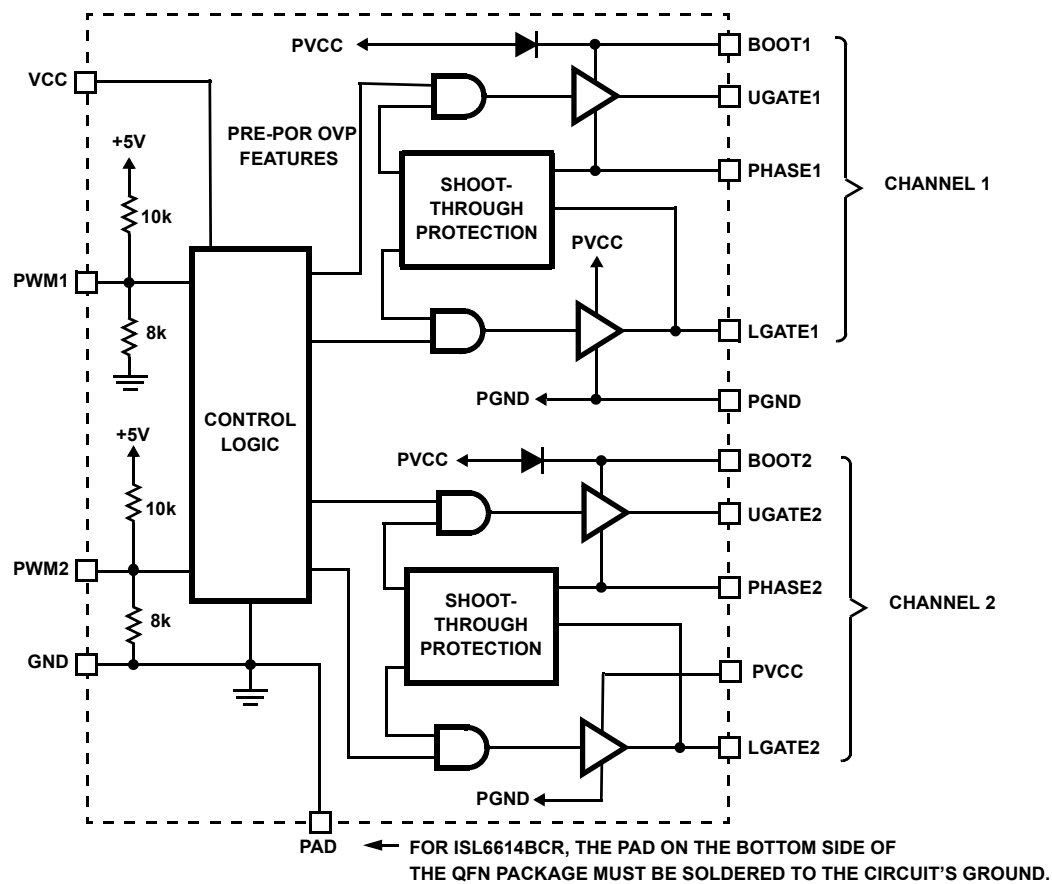 PVCC
BOOT1
VCC
UGATE1
PRE-POR OVP
FEATURES
+5V
10k
SHOOT-
THROUGH
PROTECTION
PHASE1
CHANNEL 1
PVCC
PWM1
8k
LGATE1
PGND
PGND
CONTROL
LOGIC
+5V
PVCC
BOOT2
10k
UGATE2
PWM2
PHASE2
SHOOT-
THROUGH
PROTECTION
CHANNEL 2
8k
GND
PVCC
LGATE2
PGND
PAD
FOR ISL6614BCR, THE PAD ON THE BOTTOM SIDE OF
THE QFN PACKAGE MUST BE SOLDERED TO THE CIRCUIT'S GROUND.